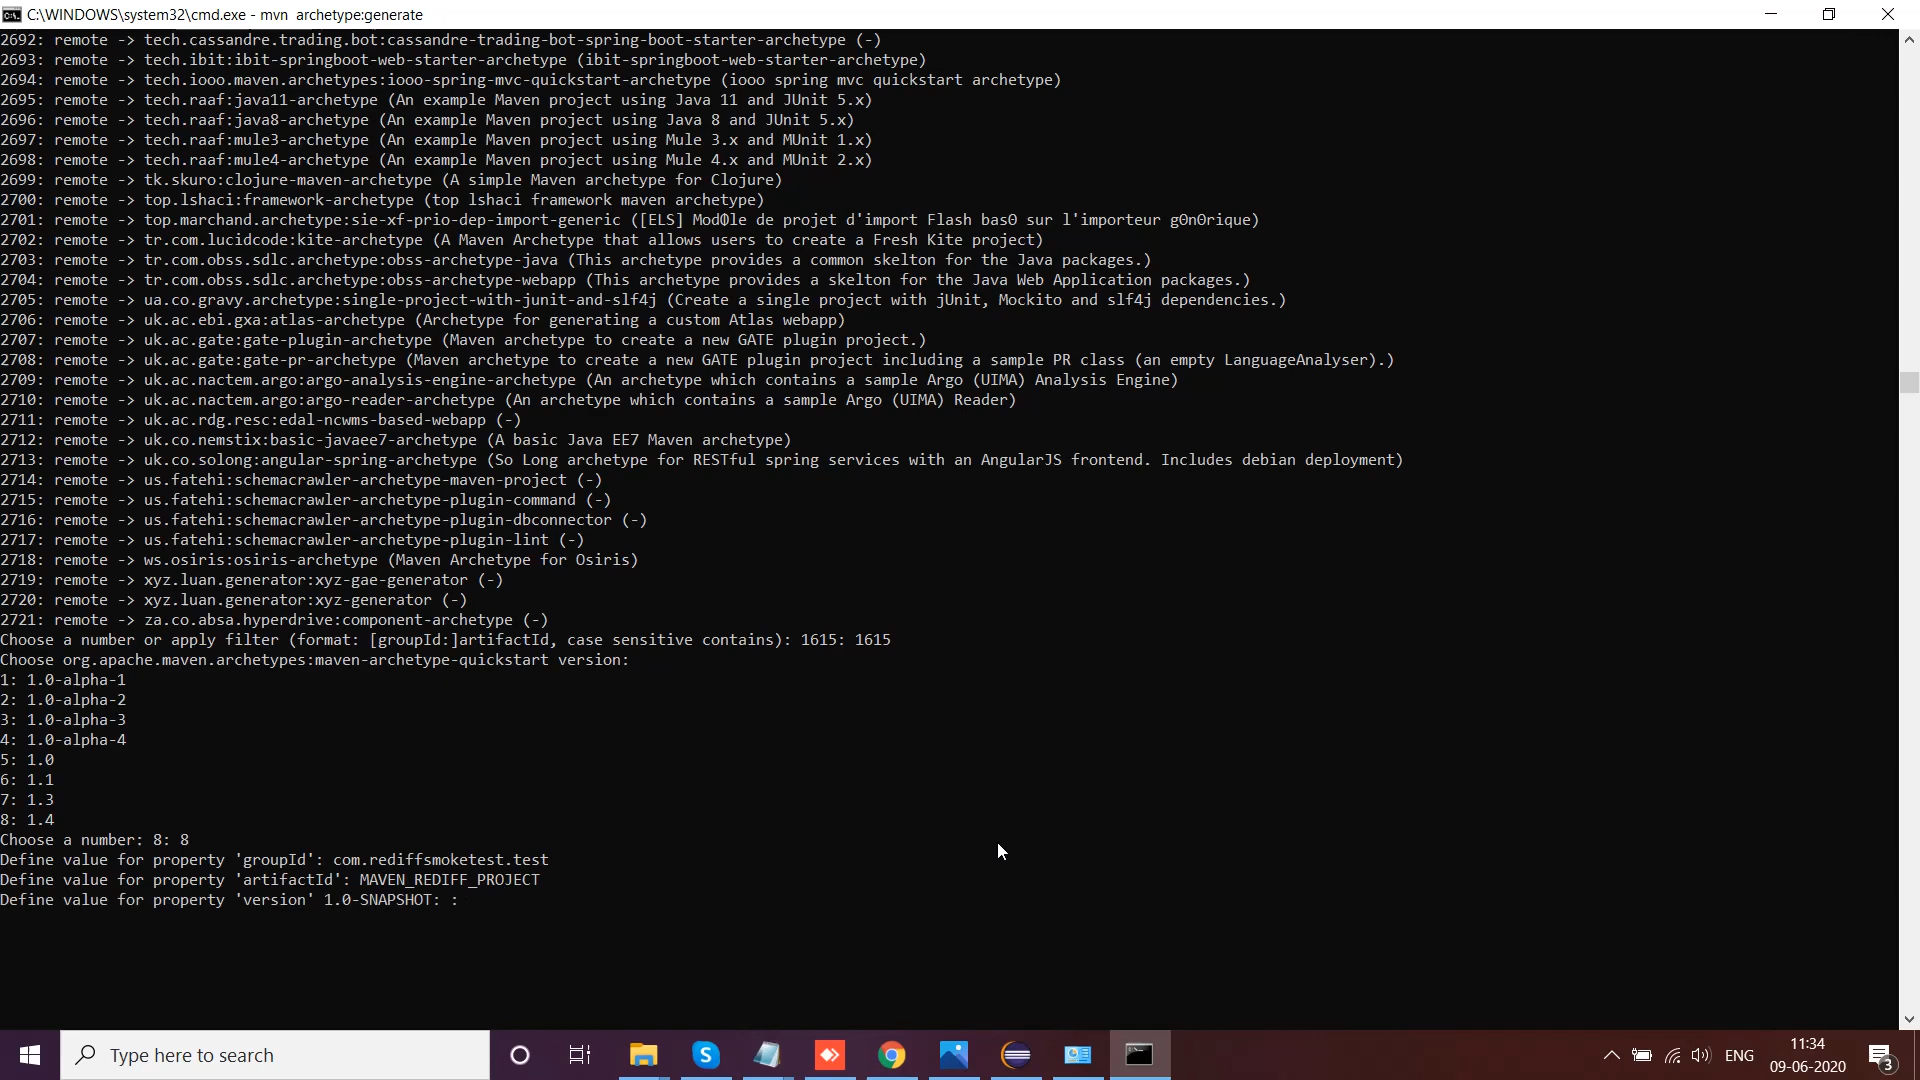 C:\WINDOWS\system32\cmd.exe - mvn  archetype:generate
2692: remote -> tech.cassandre.trading.bot:cassandre-trading-bot-spring-boot-starter-archetype (-)
2693: remote -> tech.ibit:ibit-springboot-web-starter-archetype (ibit-springboot-web-starter-archetype)
2694: remote -> tech.iooo.maven.archetypes:iooo-spring-mvc-quickstart-archetype (iooo spring mvc quickstart archetype)
2695: remote -> tech.raaf:java11-archetype (An example Maven project using Java 11 and JUnit 5.x)
2696: remote -> tech.raaf:java8-archetype (An example Maven project using Java 8 and JUnit 5.x)
2697: remote -> tech.raaf:mule3-archetype (An example Maven project using Mule 3.x and MUnit 1.x)
2698: remote -> tech.raaf:mule4-archetype (An example Maven project using Mule 4.x and MUnit 2.x)
2699: remote -> tk.skuro:clojure-maven-archetype (A simple Maven archetype for Clojure)
2700: remote -> top.lshaci:framework-archetype (top lshaci framework maven archetype)
2701: remote -> top.marchand.archetype:sie-xf-prio-dep-import-generic ([ELS] ModΘle de projet d'import Flash basΘ sur l'importeur gΘnΘrique)
2702: remote -> tr.com.lucidcode:kite-archetype (A Maven Archetype that allows users to create a Fresh Kite project)
2703: remote -> tr.com.obss.sdlc.archetype:obss-archetype-java (This archetype provides a common skelton for the Java packages.)
2704: remote -> tr.com.obss.sdlc.archetype:obss-archetype-webapp (This archetype provides a skelton for the Java Web Application packages.)
2705: remote -> ua.co.gravy.archetype:single-project-with-junit-and-slf4j (Create a single project with jUnit, Mockito and slf4j dependencies.)
2706: remote -> uk.ac.ebi.gxa:atlas-archetype (Archetype for generating a custom Atlas webapp)
2707: remote -> uk.ac.gate:gate-plugin-archetype (Maven archetype to create a new GATE plugin project.)
2708: remote -> uk.ac.gate:gate-pr-archetype (Maven archetype to create a new GATE plugin project including a sample PR class (an empty LanguageAnalyser).)
2709: remote -> uk.ac.nactem.argo:argo-analysis-engine-archetype (An archetype which contains a sample Argo (UIMA) Analysis Engine)
2710: remote -> uk.ac.nactem.argo:argo-reader-archetype (An archetype which contains a sample Argo (UIMA) Reader)
2711: remote -> uk.ac.rdg.resc:edal-ncwms-based-webapp (-)
2712: remote -> uk.co.nemstix:basic-javaee7-archetype (A basic Java EE7 Maven archetype)
2713: remote -> uk.co.solong:angular-spring-archetype (So Long archetype for RESTful spring services with an AngularJS frontend. Includes debian deployment)
2714: remote -> us.fatehi:schemacrawler-archetype-maven-project (-)
2715: remote -> us.fatehi:schemacrawler-archetype-plugin-command (-)
2716: remote -> us.fatehi:schemacrawler-archetype-plugin-dbconnector (-)
2717: remote -> us.fatehi:schemacrawler-archetype-plugin-lint (-)
2718: remote -> ws.osiris:osiris-archetype (Maven Archetype for Osiris)
2719: remote -> xyz.luan.generator:xyz-gae-generator (-)
2720: remote -> xyz.luan.generator:xyz-generator (-)
2721: remote -> za.co.absa.hyperdrive:component-archetype (-)
Choose a number or apply filter (format: [groupId:]artifactId, case sensitive contains): 1615: 1615
Choose org.apache.maven.archetypes:maven-archetype-quickstart version:
1: 1.0-alpha-1
2: 1.0-alpha-2
3: 1.0-alpha-3
4: 1.0-alpha-4
5: 1.0
6: 1.1
7: 1.3
8: 1.4
Choose a number: 8: 8
Define value for property 'groupId': com.rediffsmoketest.test
Define value for property 'artifactId': MAVEN_REDIFF_PROJECT
Define value for property 'version' 1.0-SNAPSHOT: :
Type here to search
ENG
11:34
09-06-2020
3